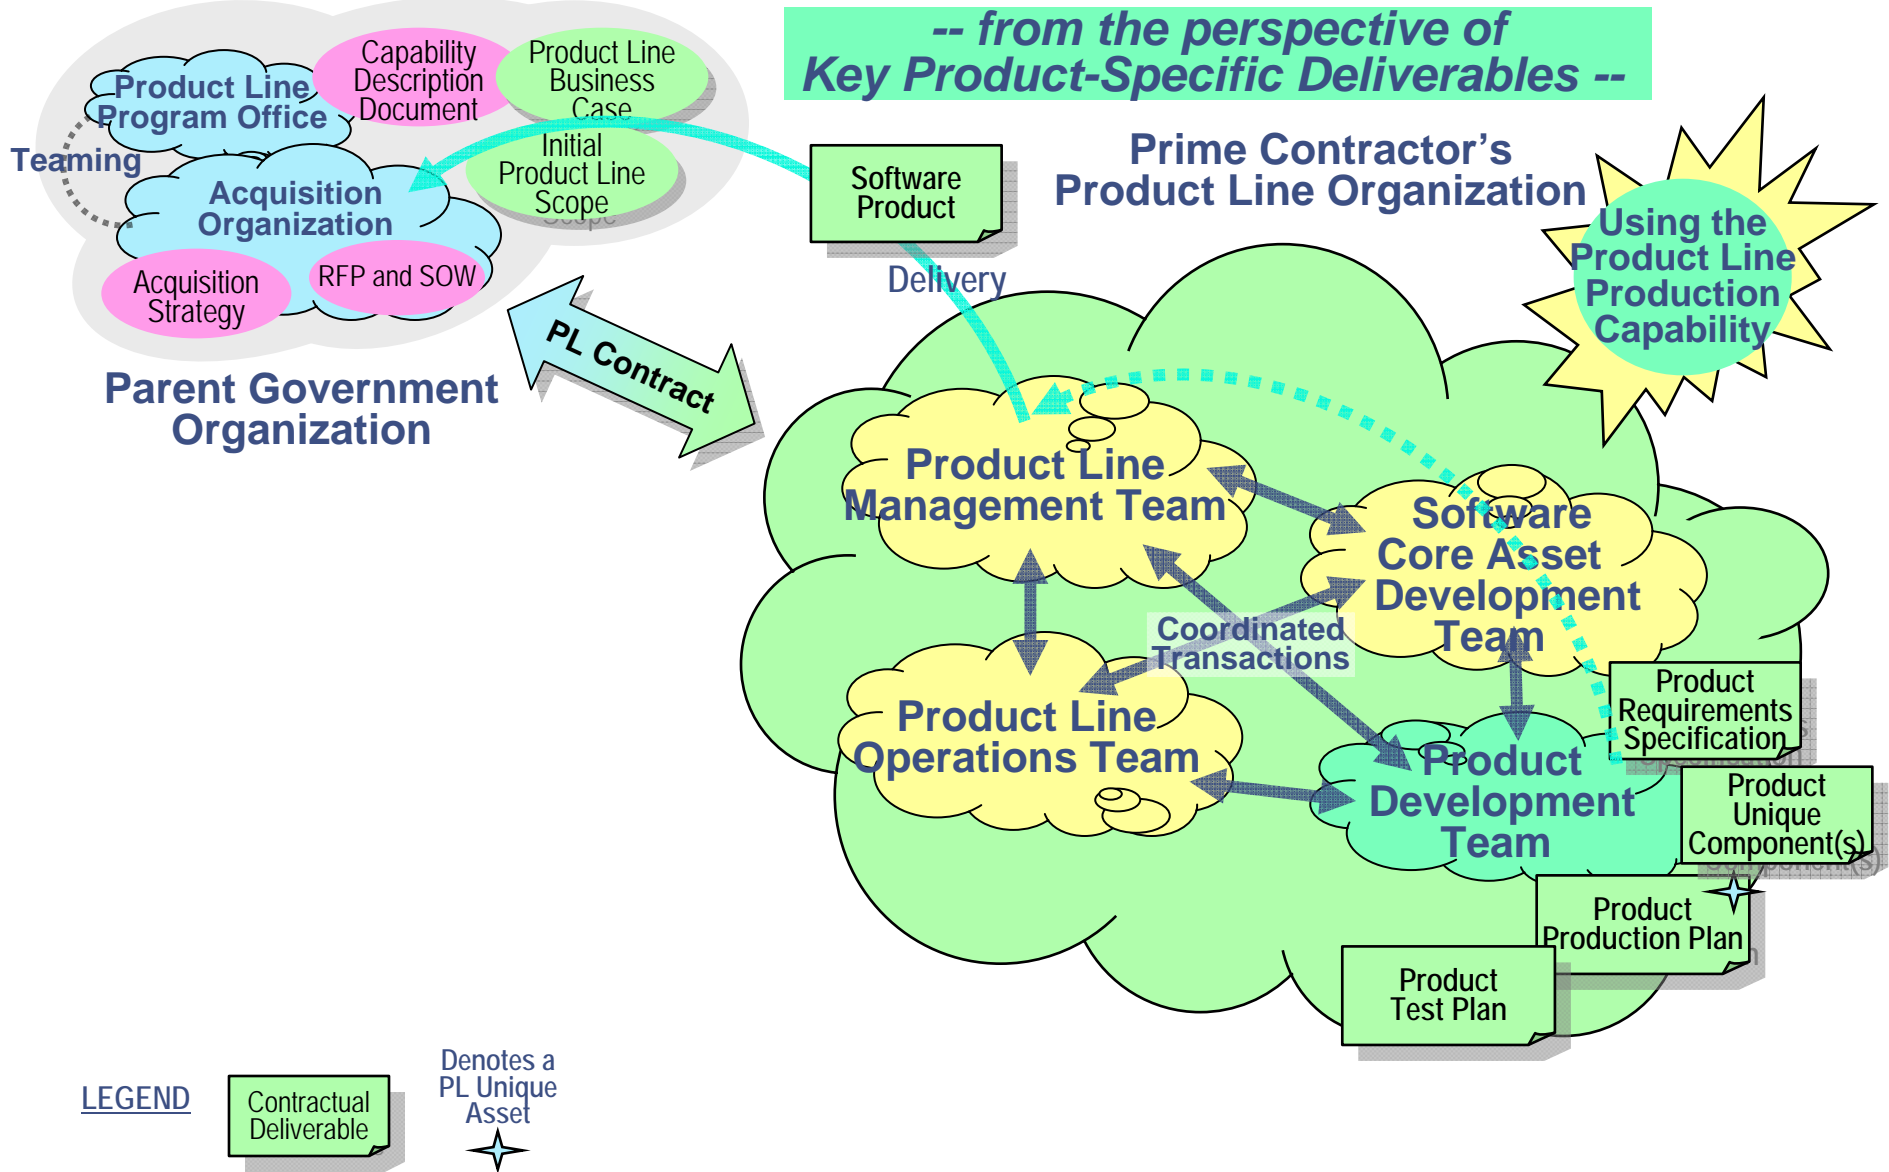 -- from the perspective of
Key Product-Specific Deliverables --
Product Line
Program Office
Capability
Description
Document
Product Line
Business
Case
Teaming
Acquisition
Organization
Initial
Product Line
Scope
Acquisition
Strategy
RFP and SOW
Parent Government
Organization
PL Contract
Software
Product
Delivery
Prime Contractor's
Product Line Organization
Using the
Product Line
Production
Capability
Product Line
Management Team
Software
Core Asset
Development
Team
Coordinated
Transactions
Product Line
Operations Team
Product
Development
Team
Product
Requirements
Specification
Product
Unique
Component(s)
Product
Production Plan
Product
Test Plan
LEGEND
Contractual
Deliverable
Denotes a
PL Unique
Asset